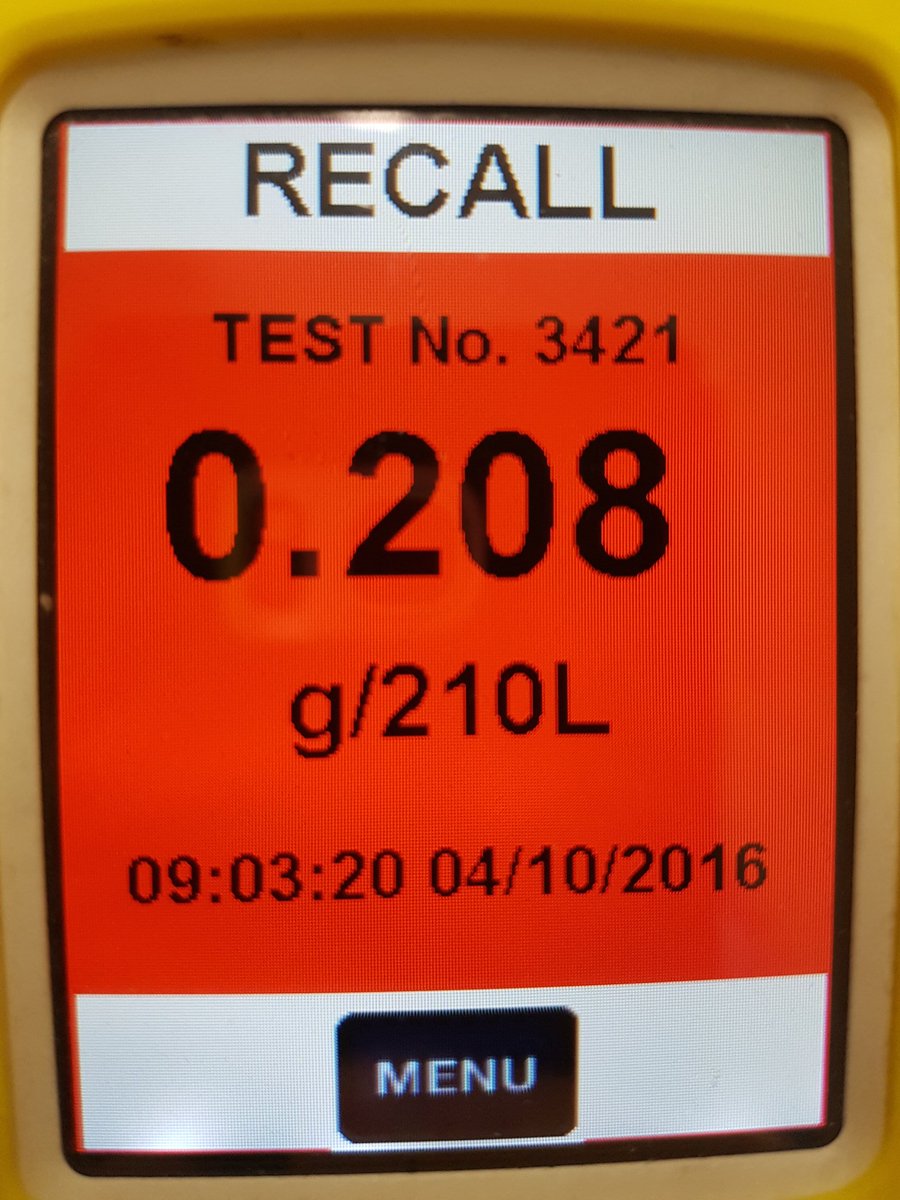 RECALL
TEST No. 3421
0.208
g/210L
09:03:20 04/10/2016
MENU